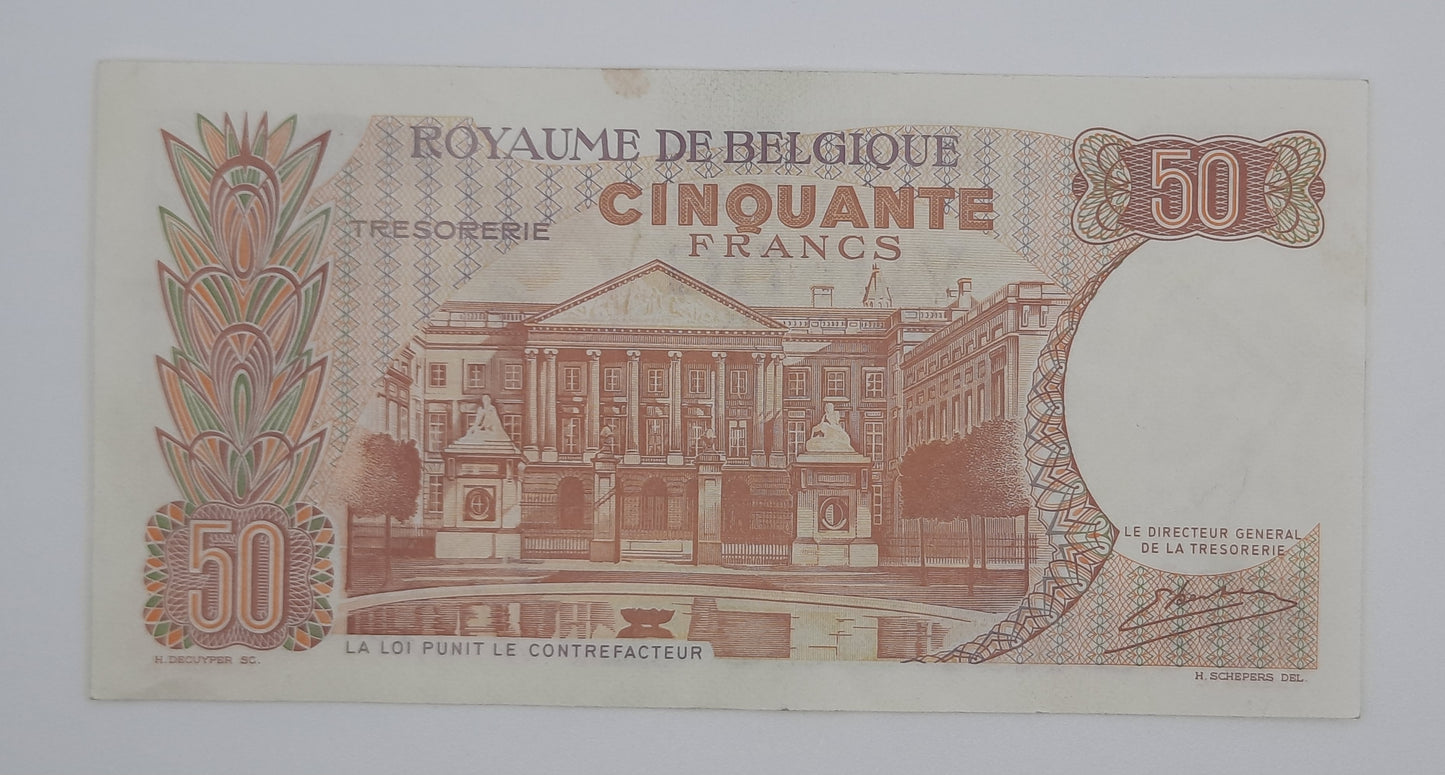 ROYAUME DE BELGIQUE
50
CINQUANTE
TRESORERIE
FRANCS
LE DIRECTEUR GENERAL
DE LA TRESORERIE
50
LA LOI PUNIT LE CONTREFACTEUR
H. DECUYPER SC.
H. SCHEPERS DEL.